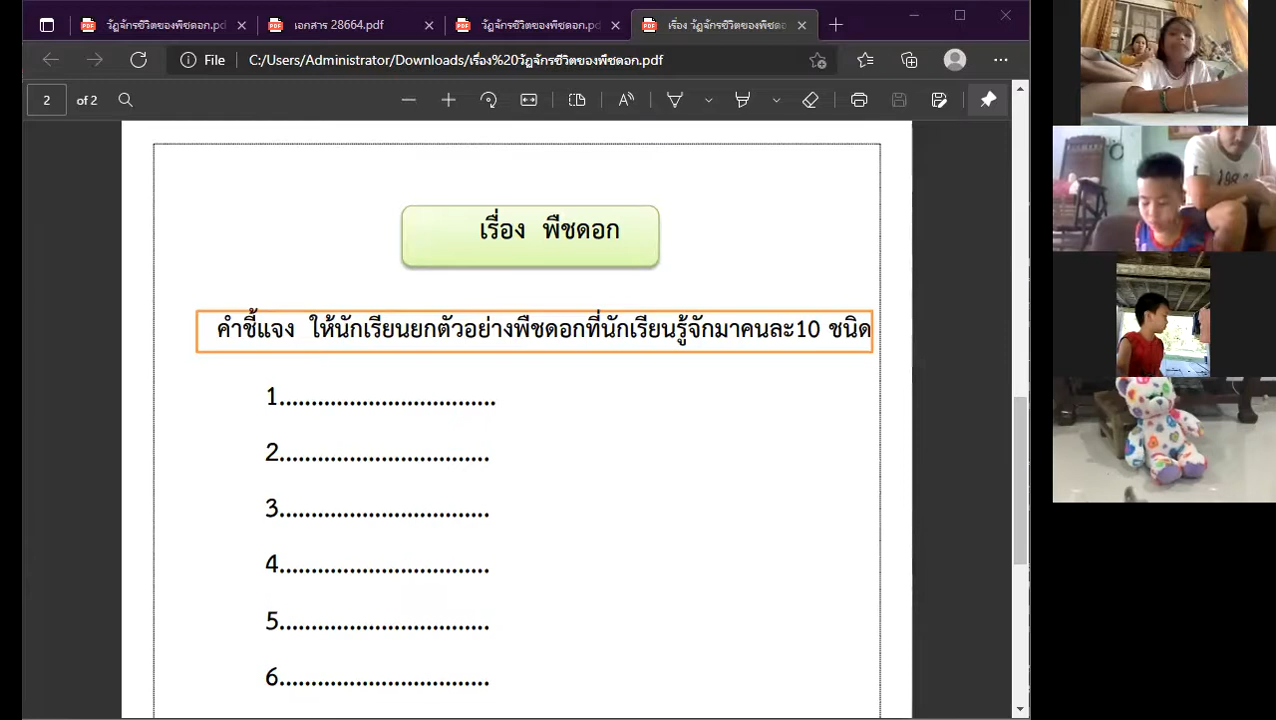 วัฏจักรชีวิตของพืชดอก.pd
เอกสาร 28664.pdf
วัฏจักรชีวิตของพืชดอก.pd
เรื่อง วัฏจักรชีวิตของพืชดอ
File C:/Users/Administrator/Downloads/เรื่อง%20วัฏจักรชีวิตของพืชดอก.pdf
2 of 2
เรื่อง พืชดอก
คำชี้แจง ให้นักเรียนยกตัวอย่างพืชดอกที่นักเรียนรู้จักมาคนละ10 ชนิด
1..................................
2.................................
3.................................
4.................................
5.................................
6.................................